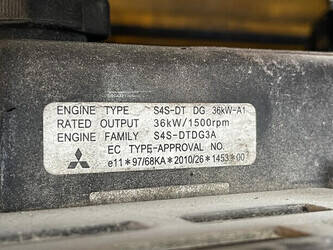 ENGINE TYPE S4S-DT DG 36kW-A1
RATED OUTPUT 36kW/1500rpm
ENGINE FAMILY S4S-DTDG3A
EC TYPE-APPROVAL NO.
e11*97/68KA*2010/26*1453*00